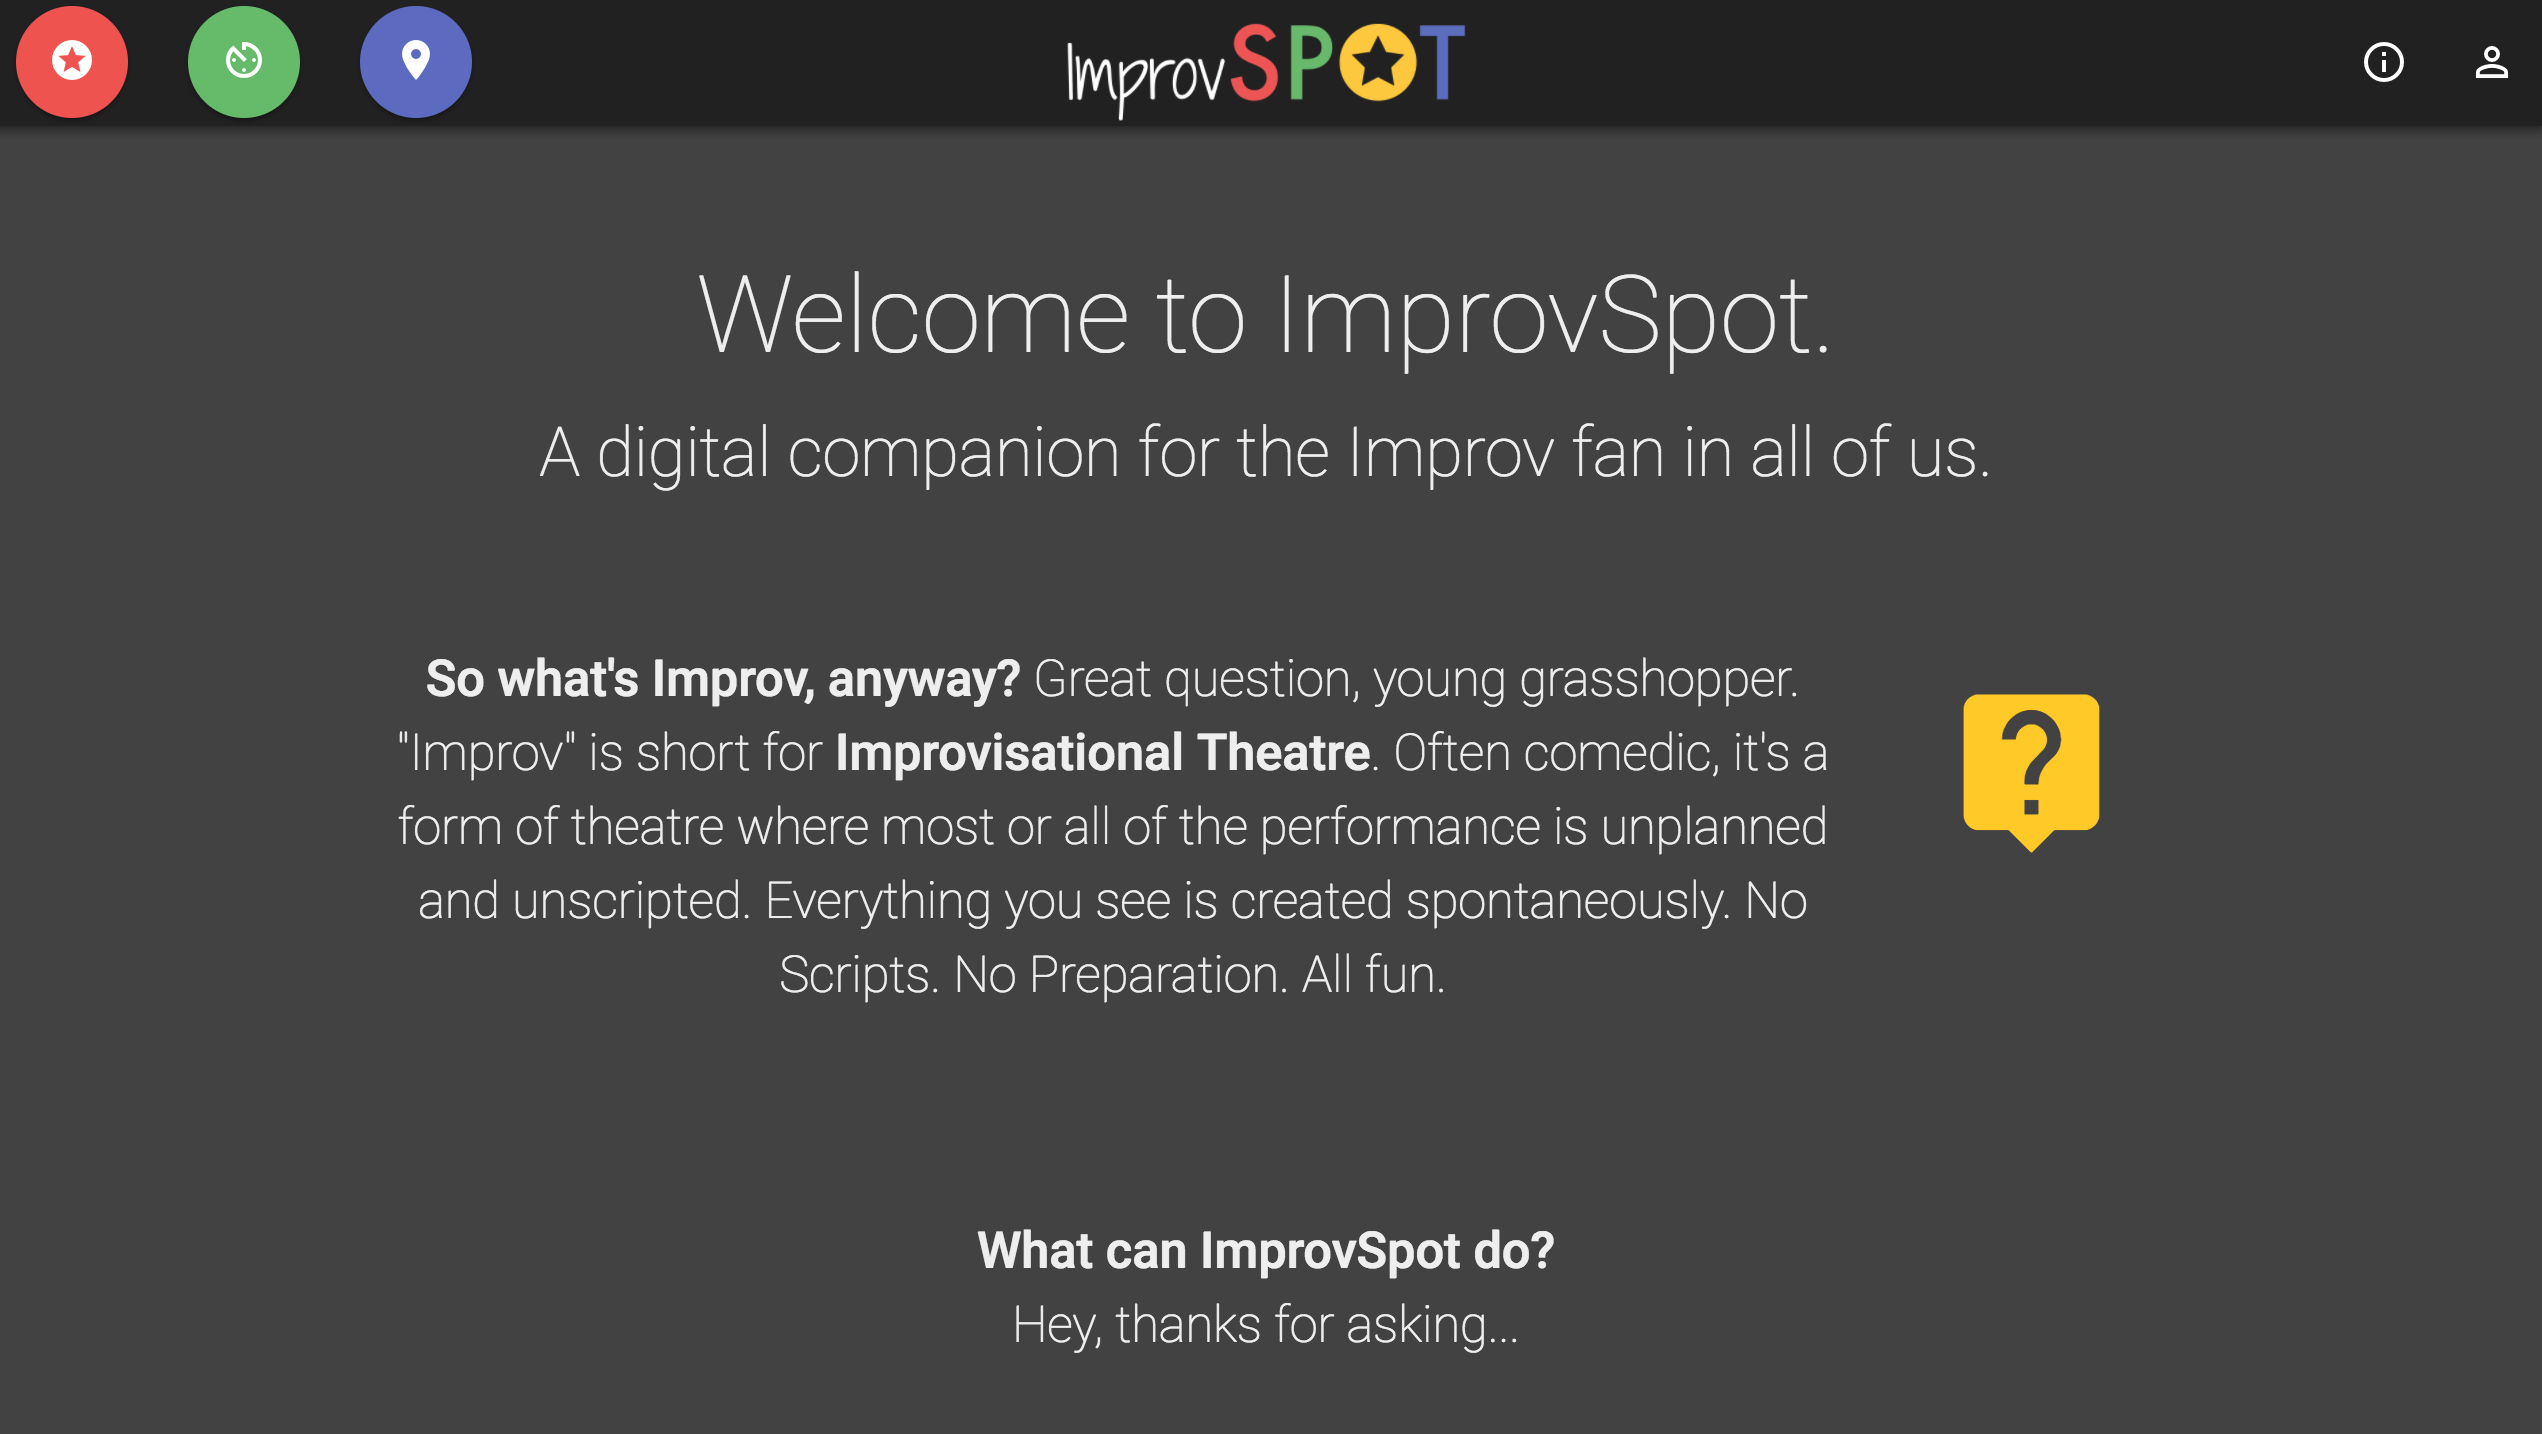 ImprovSPOT
Welcome to ImprovSpot.
A digital companion for the Improv fan in all of us.
So what's Improv, anyway? Great question, young grasshopper.
"Improv" is short for Improvisational Theatre. Often comedic, it's a
form of theatre where most or all of the performance is unplanned
and unscripted. Everything you see is created spontaneously. No
Scripts. No Preparation. All fun.
?
What can ImprovSpot do?
Hey, thanks for asking...